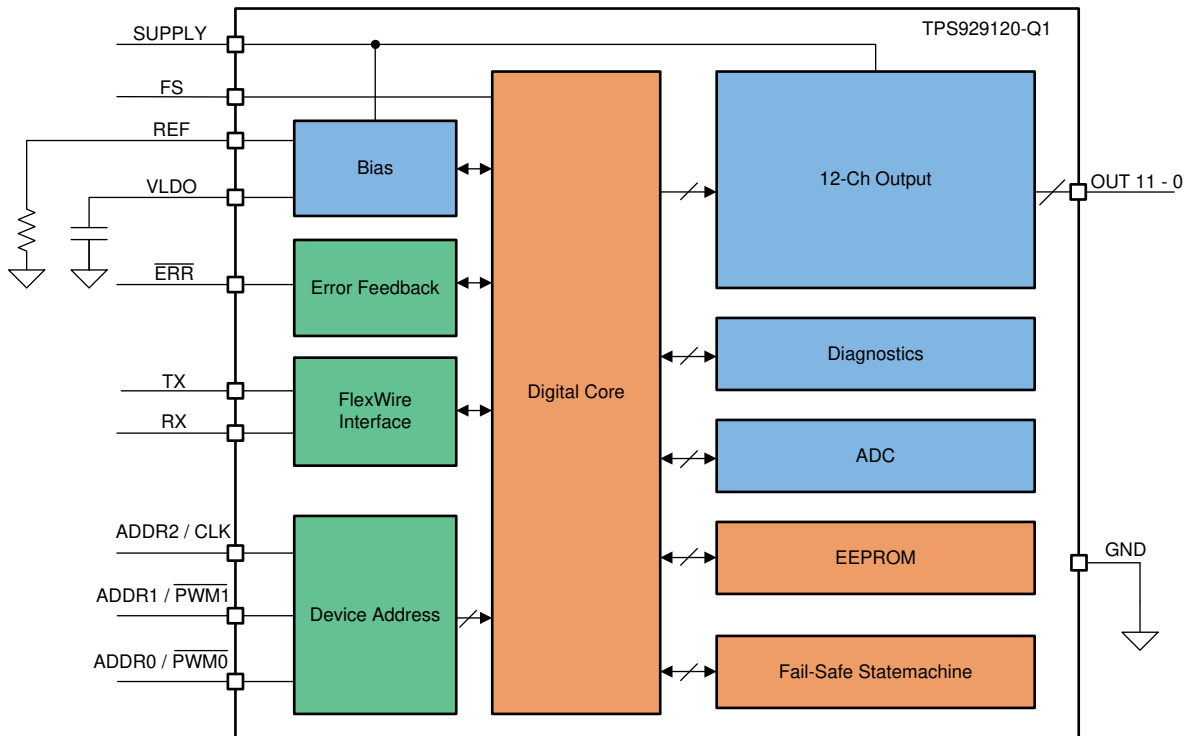 TPS929120-Q1
SUPPLY
FS
REF
VLDO
ERR
TX
RX
ADDR2 / CLK
ADDR1 / PWM1
ADDR0 / PWM0
Bias
Error Feedback
FlexWire
Interface
Device Address
Digital Core
12-Ch Output
Diagnostics
ADC
EEPROM
Fail-Safe Statemachine
OUT 11 - 0
GND